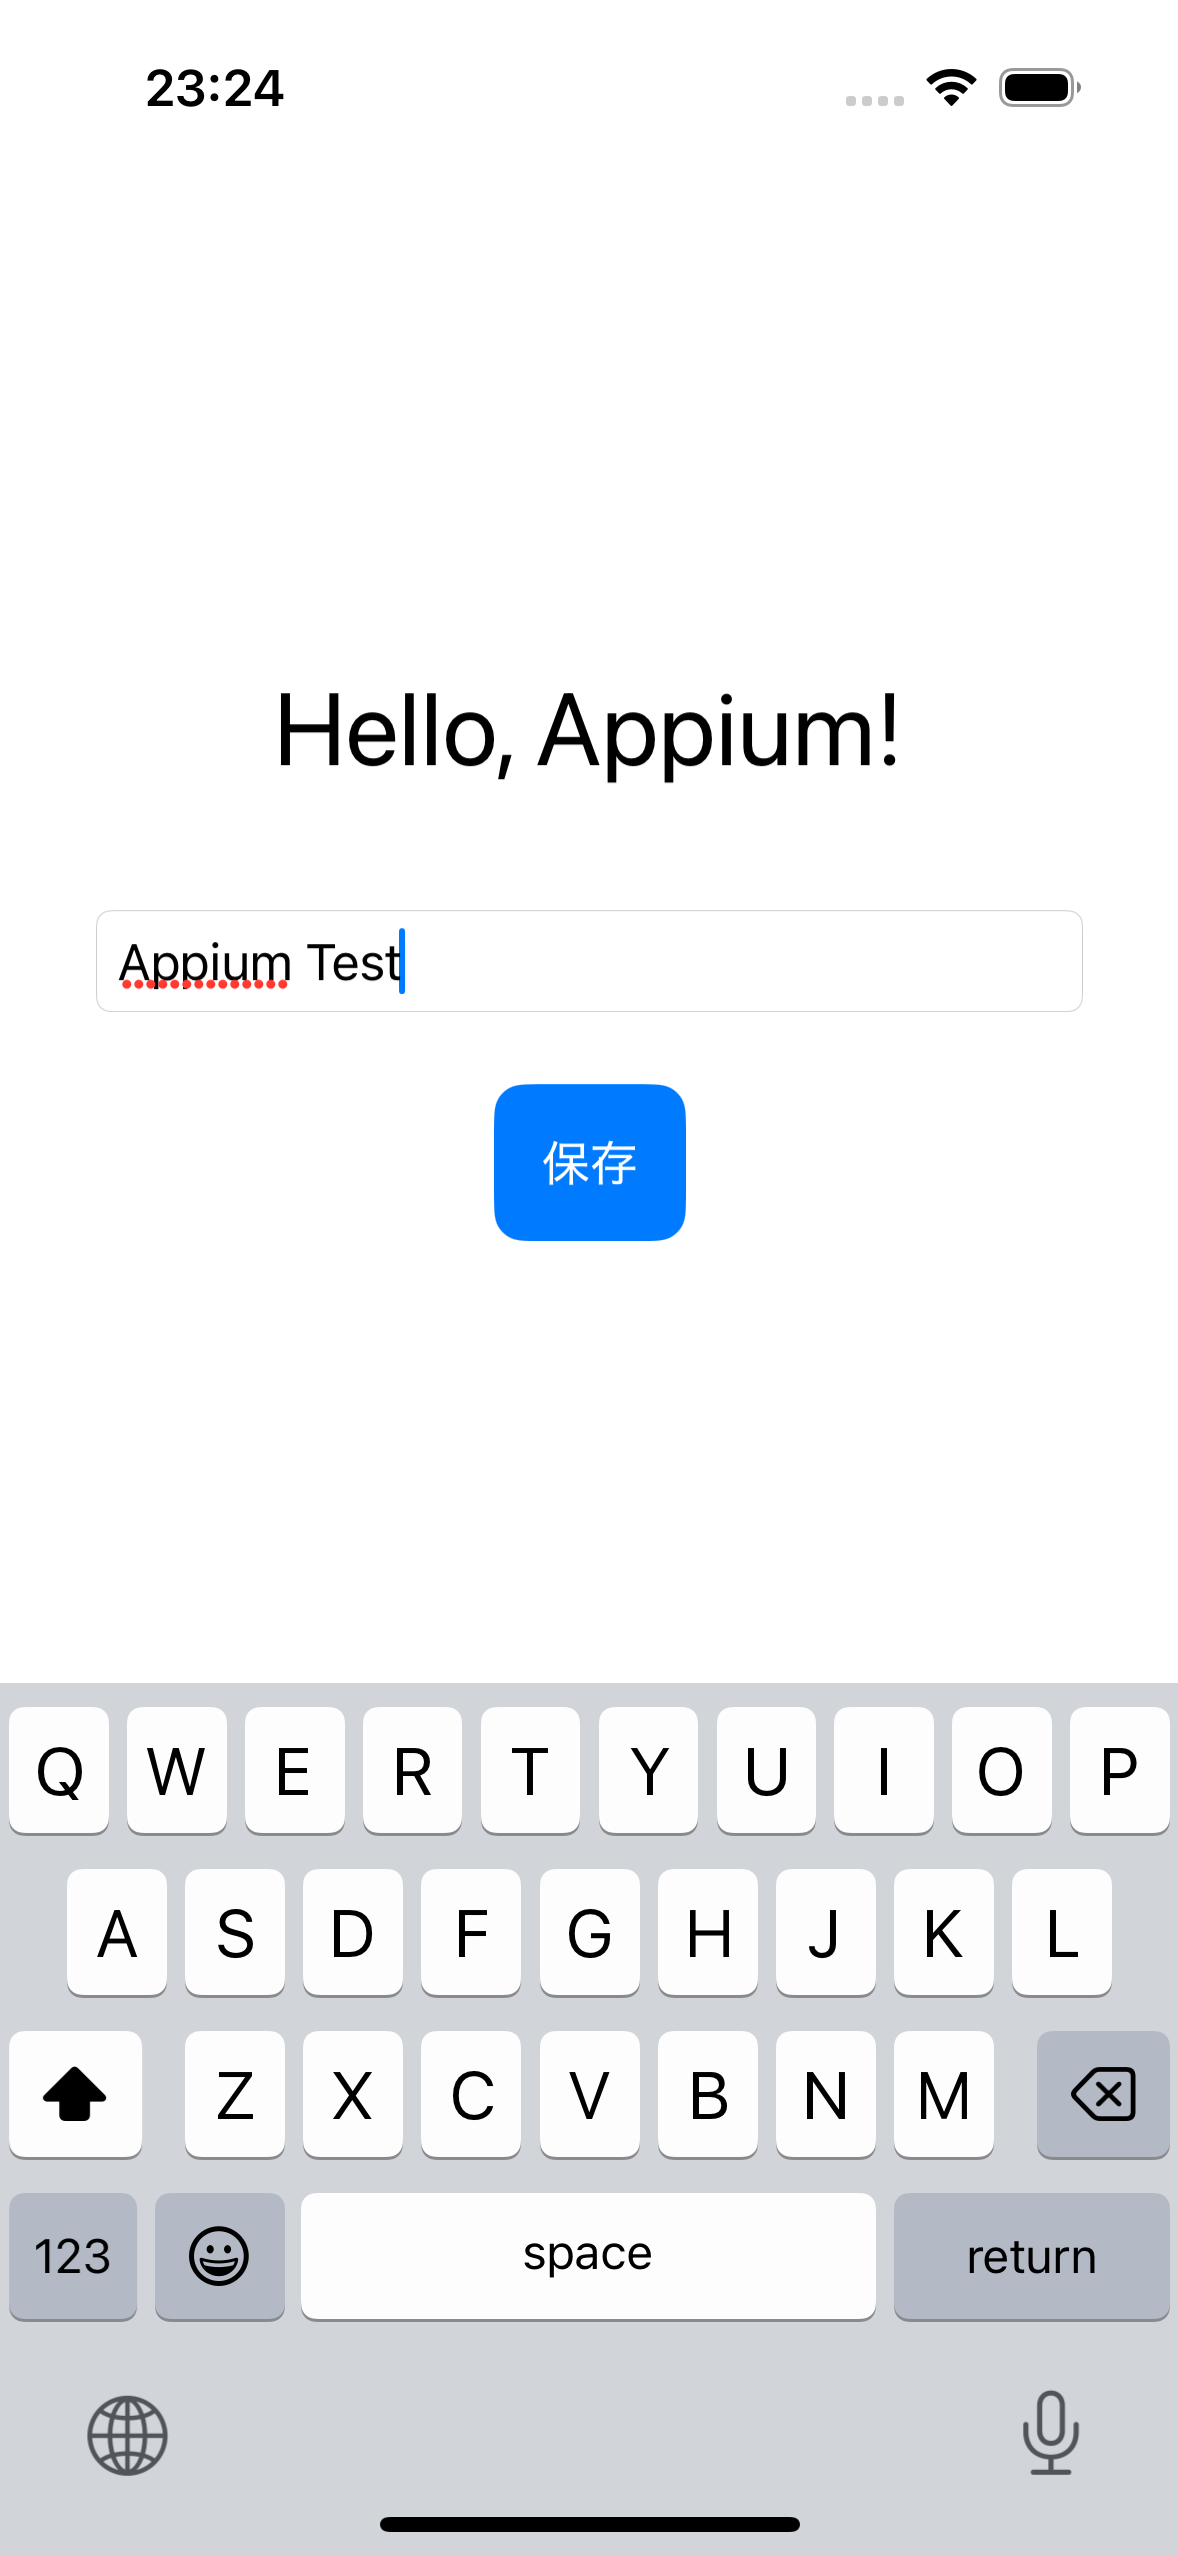 23:24
Hello, Appium!
Appium Test
保存
Q W E R T Y U I O P
A S D F G H J K L
Z X C V B N M
123 space return